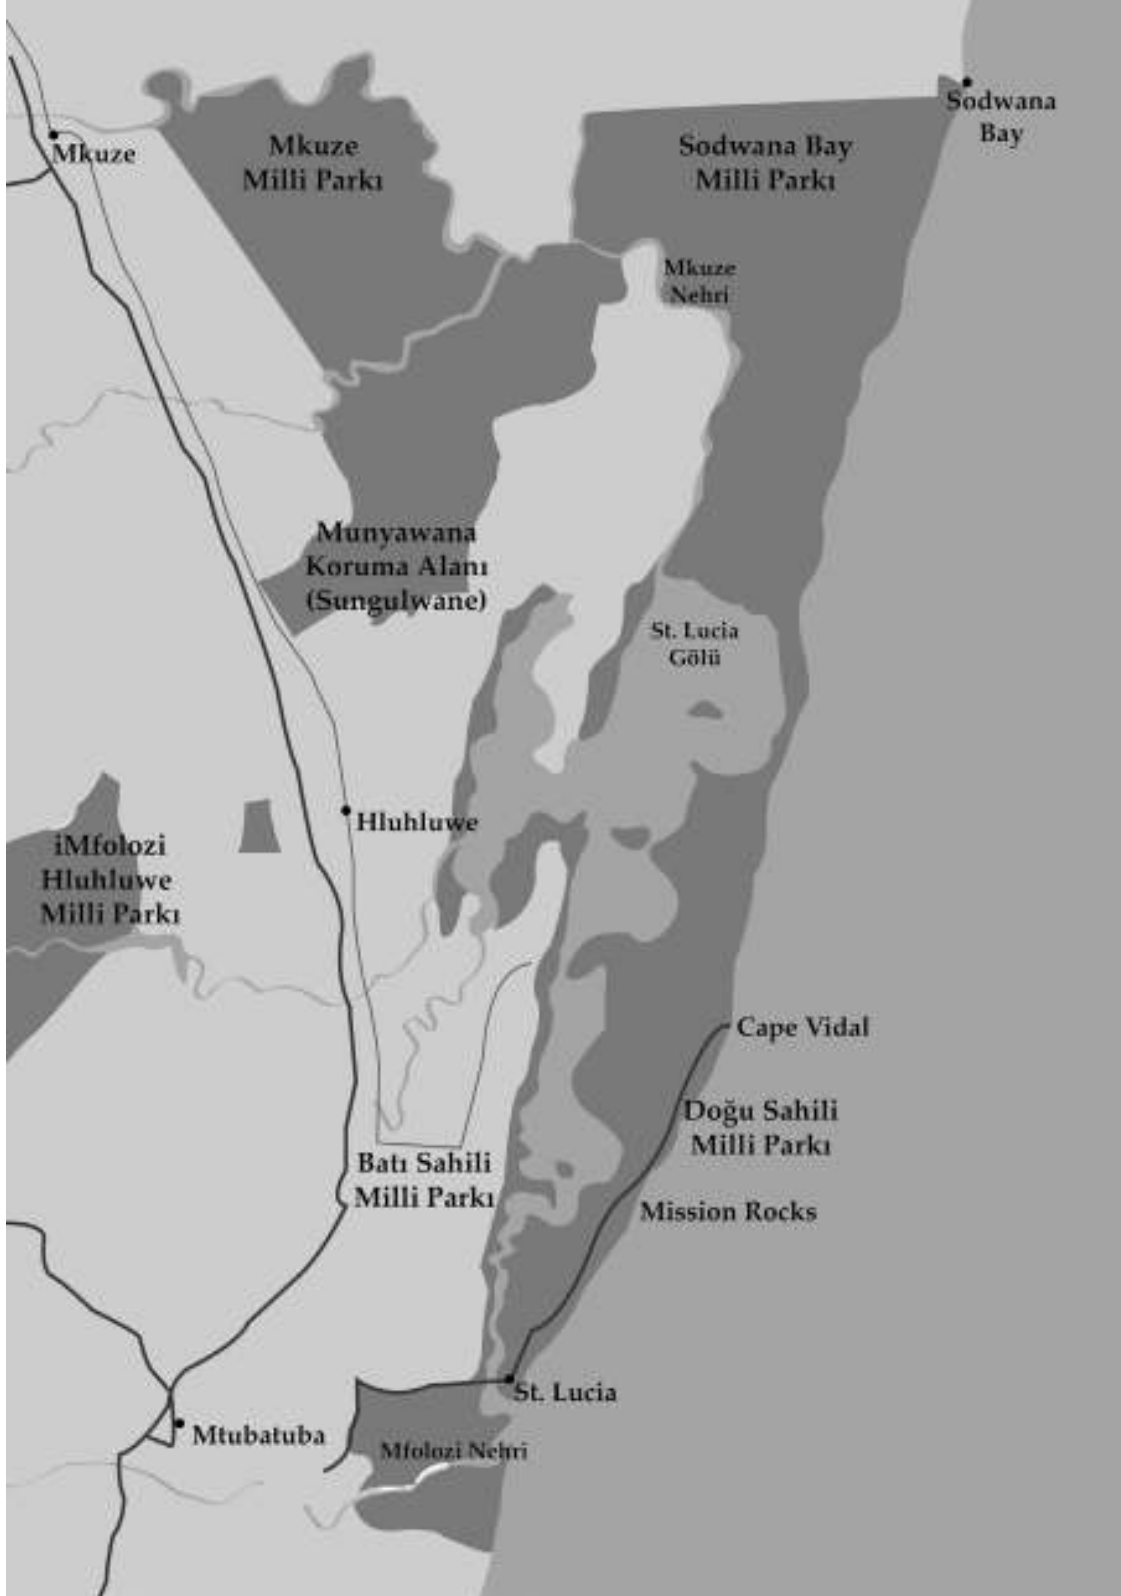 Sodwana
Bay
Mkuze
Mkuze
Milli Parkı
Sodwana Bay
Milli Parkı
Mkuze
Nehri
Munyawana
Koruma Alanı
(Sungulwane)
St. Lucia
Gölü
Hluhluwe
iMfolozi
Hluhluwe
Milli Parkı
Cape Vidal
Doğu Sahili
Milli Parkı
Batı Sahili
Milli Parkı
Mission Rocks
St. Lucia
Mtubatuba
Mfolozi Nehri